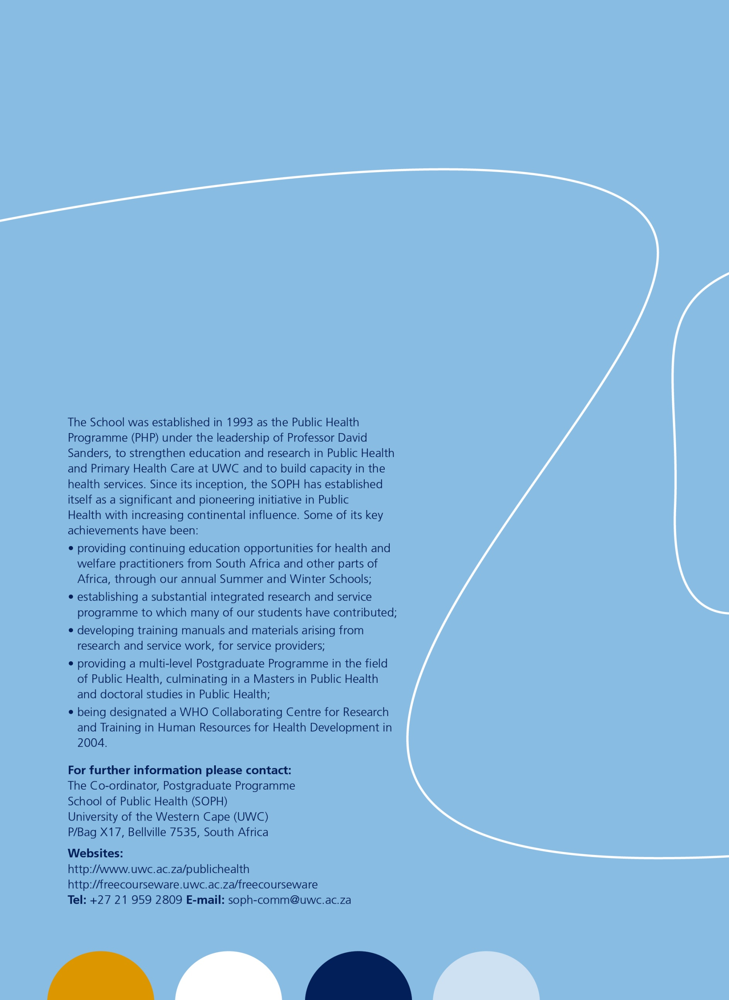 The School was established in 1993 as the Public Health
Programme (PHP) under the leadership of Professor David
Sanders, to strengthen education and research in Public Health
and Primary Health Care at UWC and to build capacity in the
health services. Since its inception, the SOPH has established
itself as a significant and pioneering initiative in Public
Health with increasing continental influence. Some of its key
achievements have been:
• providing continuing education opportunities for health and
welfare practitioners from South Africa and other parts of
Africa, through our annual Summer and Winter Schools;
• establishing a substantial integrated research and service
programme to which many of our students have contributed;
• developing training manuals and materials arising from
research and service work, for service providers;
• providing a multi-level Postgraduate Programme in the field
of Public Health, culminating in a Masters in Public Health
and doctoral studies in Public Health;
• being designated a WHO Collaborating Centre for Research
and Training in Human Resources for Health Development in
2004.
For further information please contact:
The Co-ordinator, Postgraduate Programme
School of Public Health (SOPH)
University of the Western Cape (UWC)
P/Bag X17, Bellville 7535, South Africa
Websites:
http://www.uwc.ac.za/publichealth
http://freecourseware.uwc.ac.za/freecourseware
Tel: +27 21 959 2809 E-mail: soph-comm@uwc.ac.za